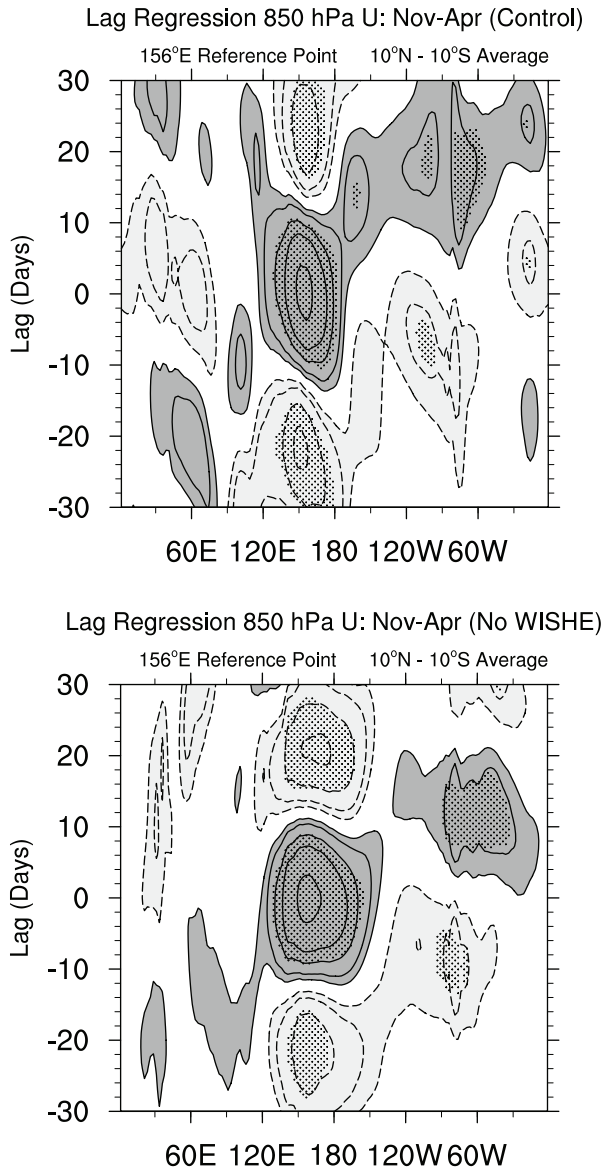 Lag Regression 850 hPa U: Nov-Apr (Control)
156°E Reference Point 10°N - 10°S Average
30
20
10
0
-10
-20
-30
Lag (Days)
60E 120E 180 120W 60W
Lag Regression 850 hPa U: Nov-Apr (No WISHE)
156°E Reference Point 10°N - 10°S Average
30
20
10
0
-10
-20
-30
Lag (Days)
60E 120E 180 120W 60W